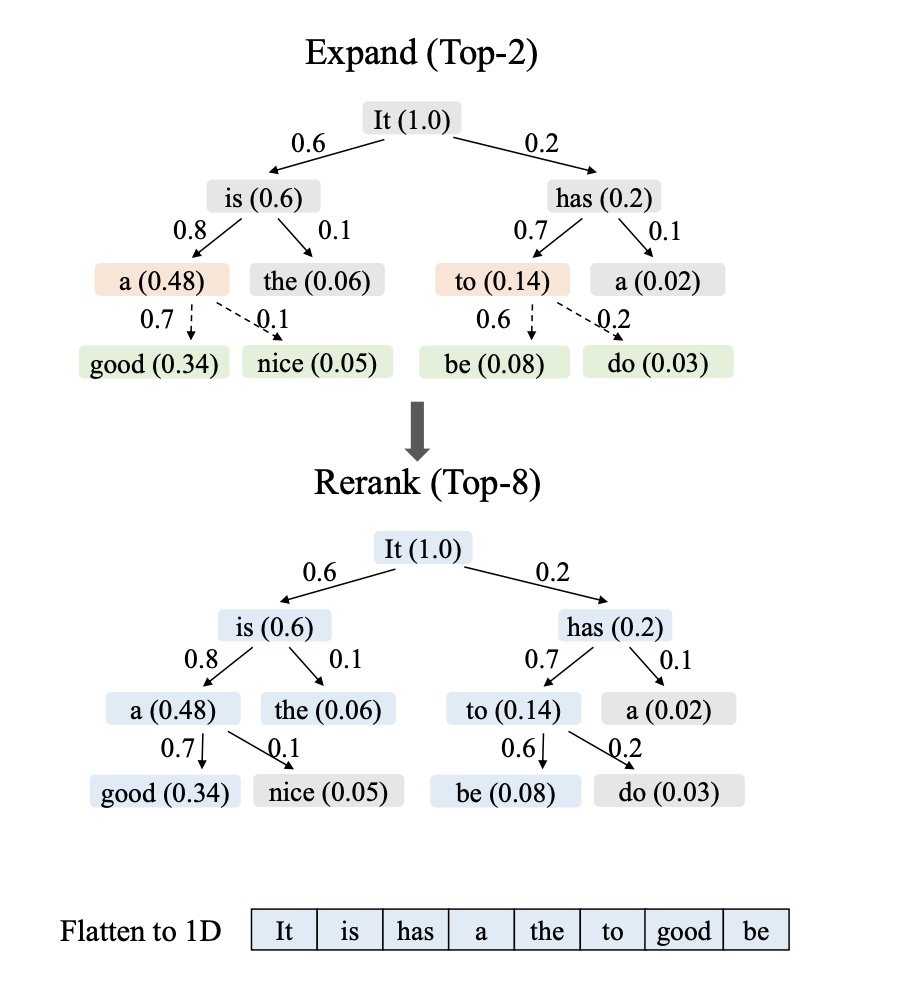 Expand (Top-2)
It (1.0)
0.6 0.2
is (0.6) has (0.2)
0.8 0.1 0.7 0.1
a (0.48) the (0.06) to (0.14) a (0.02)
0.7 0.1 0.6 0.2
good (0.34) nice (0.05) be (0.08) do (0.03)
Rerank (Top-8)
It (1.0)
0.6 0.2
is (0.6) has (0.2)
0.8 0.1 0.7 0.1
a (0.48) the (0.06) to (0.14) a (0.02)
0.7 0.1 0.6 0.2
good (0.34) nice (0.05) be (0.08) do (0.03)
Flatten to 1D It is has a the to good be